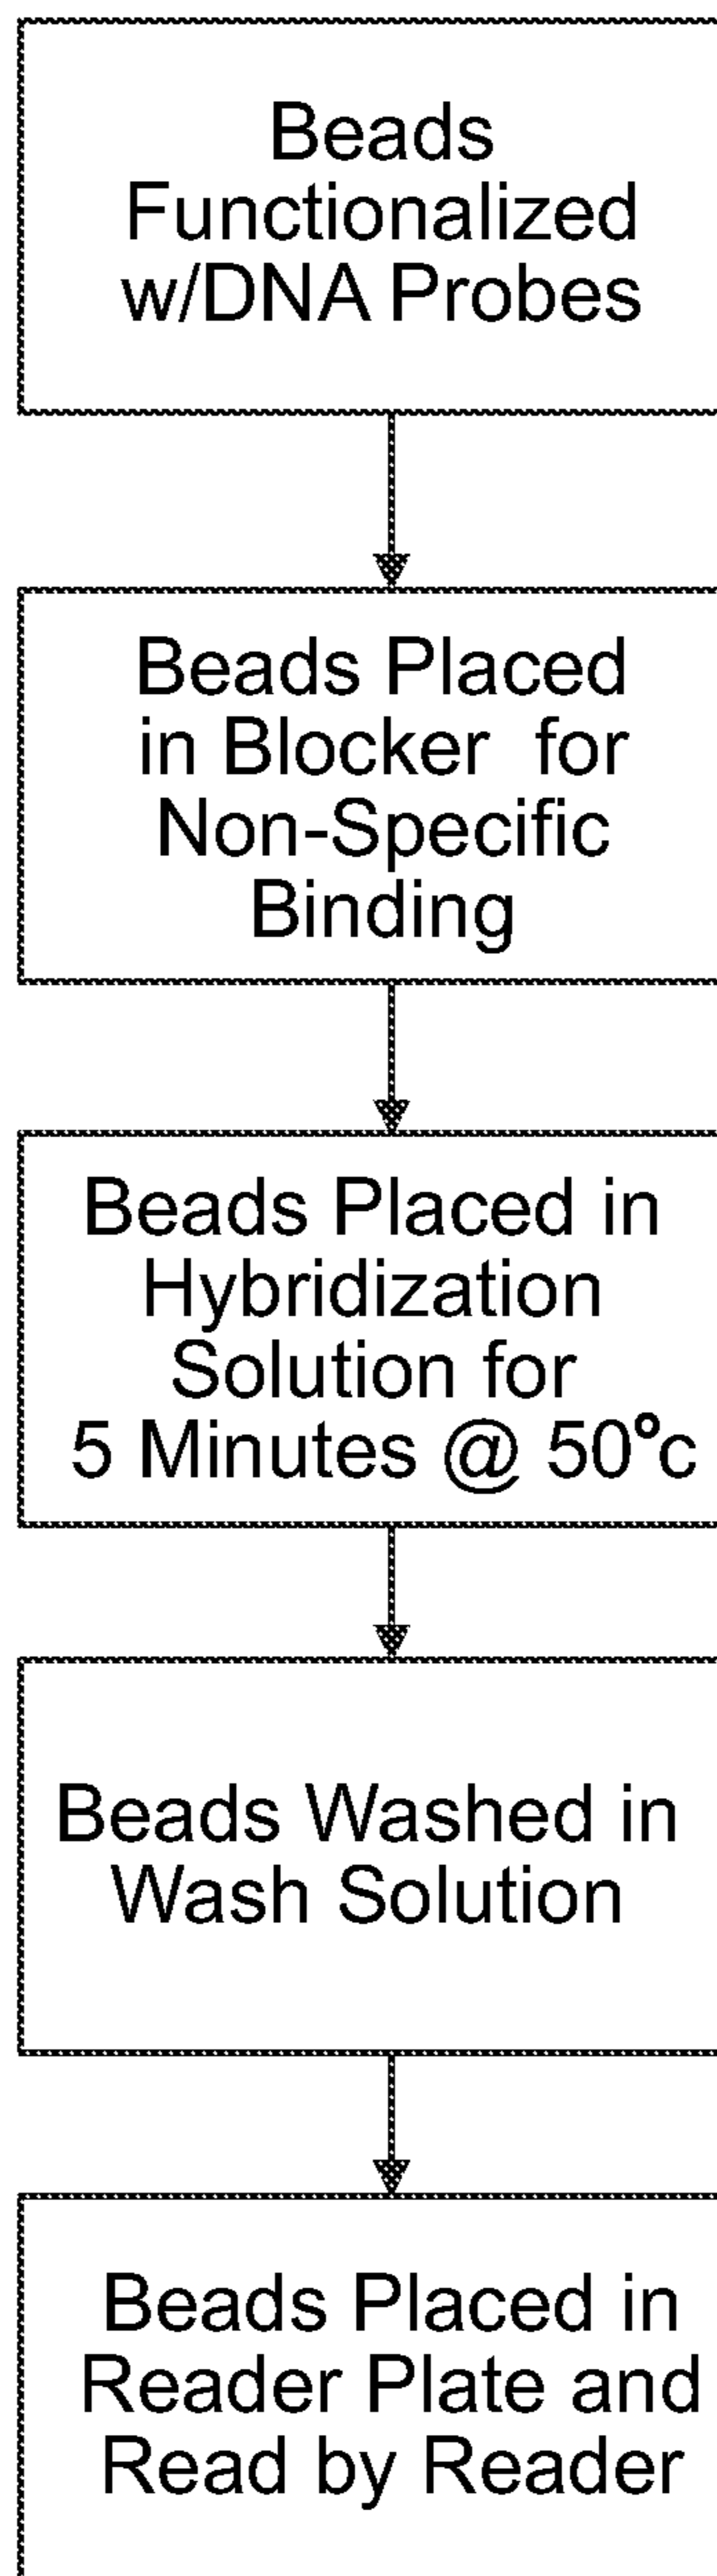 Beads
Functionalized
w/DNA Probes
Beads Placed
in Blocker for
Non-Specific
Binding
Beads Placed in
Hybridization
Solution for
5 Minutes @ 50°c
Beads Washed in
Wash Solution
Beads Placed in
Reader Plate and
Read by Reader